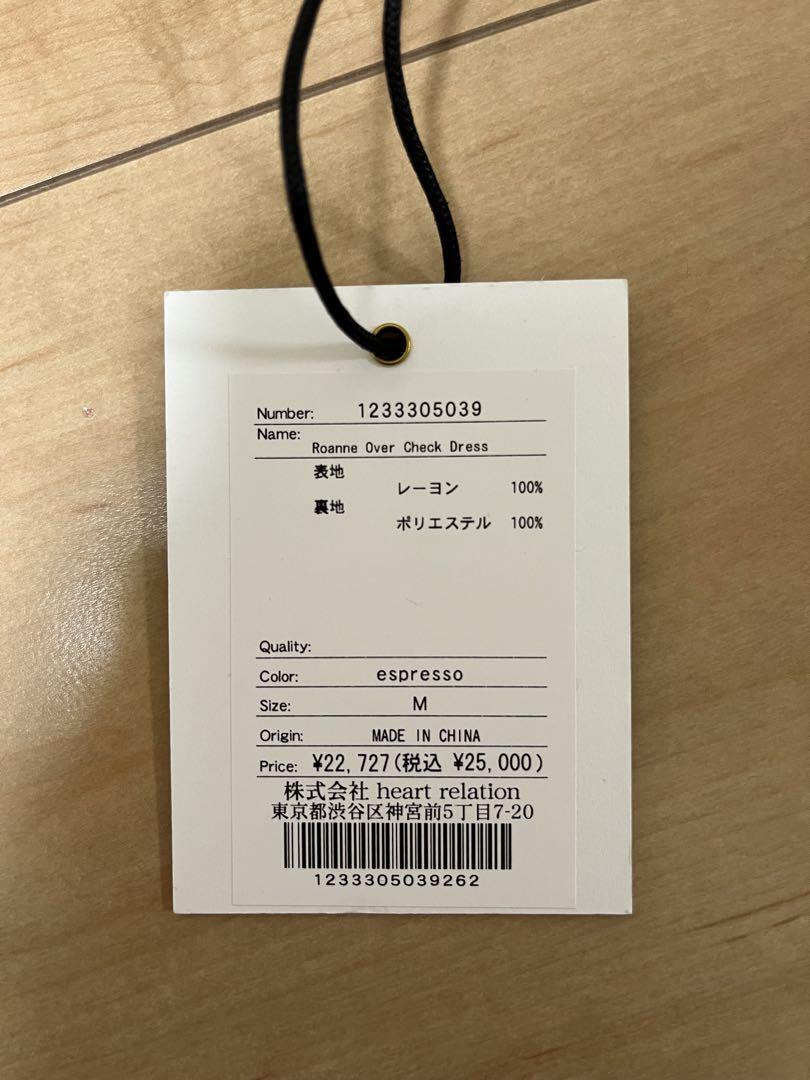 Number: 1233305039
Name: Roanne Over Check Dress
表地
レーヨン 100%
裏地
ポリエステル 100%
Quality:
Color: espresso
Size: M
Origin: MADE IN CHINA
Price: ¥22,727(税込 ¥25,000)
株式会社 heart relation
東京都渋谷区神宮前5丁目7-20
1233305039262